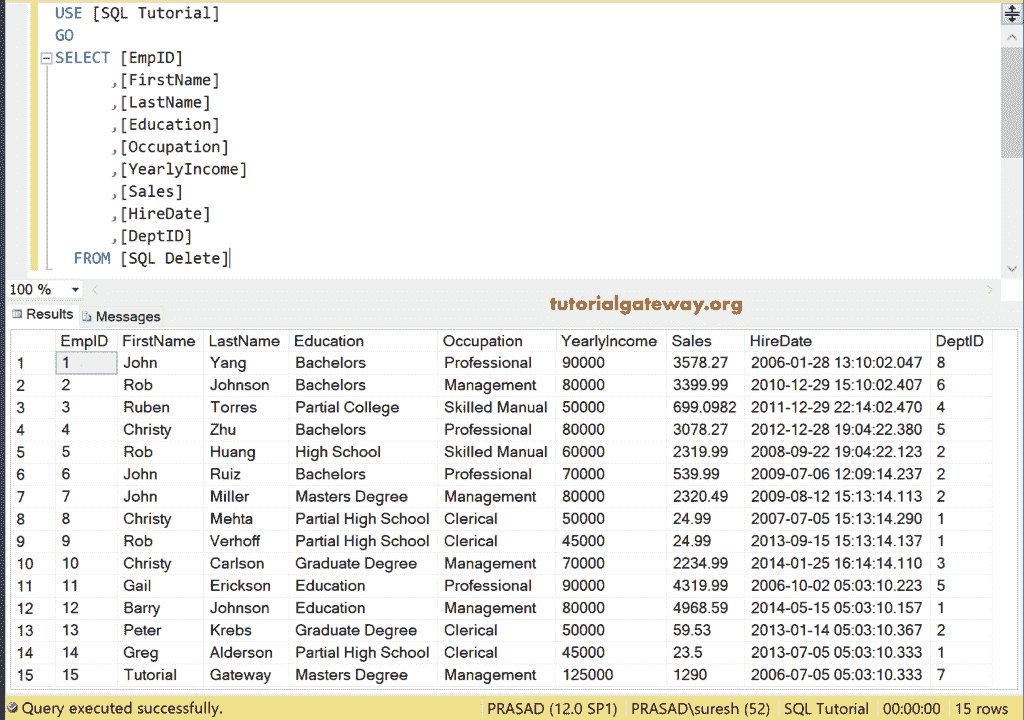 USE [SQL Tutorial]
GO
SELECT [EmpID]
,[FirstName]
,[LastName]
,[Education]
,[Occupation]
,[YearlyIncome]
,[Sales]
,[HireDate]
,[DeptID]
FROM [SQL Delete]
100 %
tutorialgateway.org
Results Messages
EmpID FirstName LastName Education Occupation YearlyIncome Sales HireDate DeptID
1 1 John Yang Bachelors Professional 90000 3578.27 2006-01-28 13:10:02.047 8
2 2 Rob Johnson Bachelors Management 80000 3399.99 2010-12-29 15:10:02.407 6
3 3 Ruben Torres Partial College Skilled Manual 50000 699.0982 2011-12-29 22:14:02.470 4
4 4 Christy Zhu Bachelors Professional 80000 3078.27 2012-12-28 19:04:22.380 5
5 5 Rob Huang High School Skilled Manual 60000 2319.99 2008-09-22 19:04:22.123 2
6 6 John Ruiz Bachelors Professional 70000 539.99 2009-07-06 12:09:14.237 2
7 7 John Miller Masters Degree Management 80000 2320.49 2009-08-12 15:13:14.113 2
8 8 Christy Mehta Partial High School Clerical 50000 24.99 2007-07-05 15:13:14.290 1
9 9 Rob Verhoff Partial High School Clerical 45000 24.99 2013-09-15 15:13:14.137 1
10 10 Christy Carlson Graduate Degree Management 70000 2234.99 2014-01-25 16:14:14.110 3
11 11 Gail Erickson Education Professional 90000 4319.99 2006-10-02 05:03:10.223 5
12 12 Barry Johnson Education Management 80000 4968.59 2014-05-15 05:03:10.157 1
13 13 Peter Krebs Graduate Degree Clerical 50000 59.53 2013-01-14 05:03:10.367 2
14 14 Greg Alderson Partial High School Clerical 45000 23.5 2013-07-05 05:03:10.333 1
15 15 Tutorial Gateway Masters Degree Management 125000 1290 2006-07-05 05:03:10.333 7
Query executed successfully. PRASAD (12.0 SP1) PRASAD\suresh (52) SQL Tutorial 00:00:00 15 rows